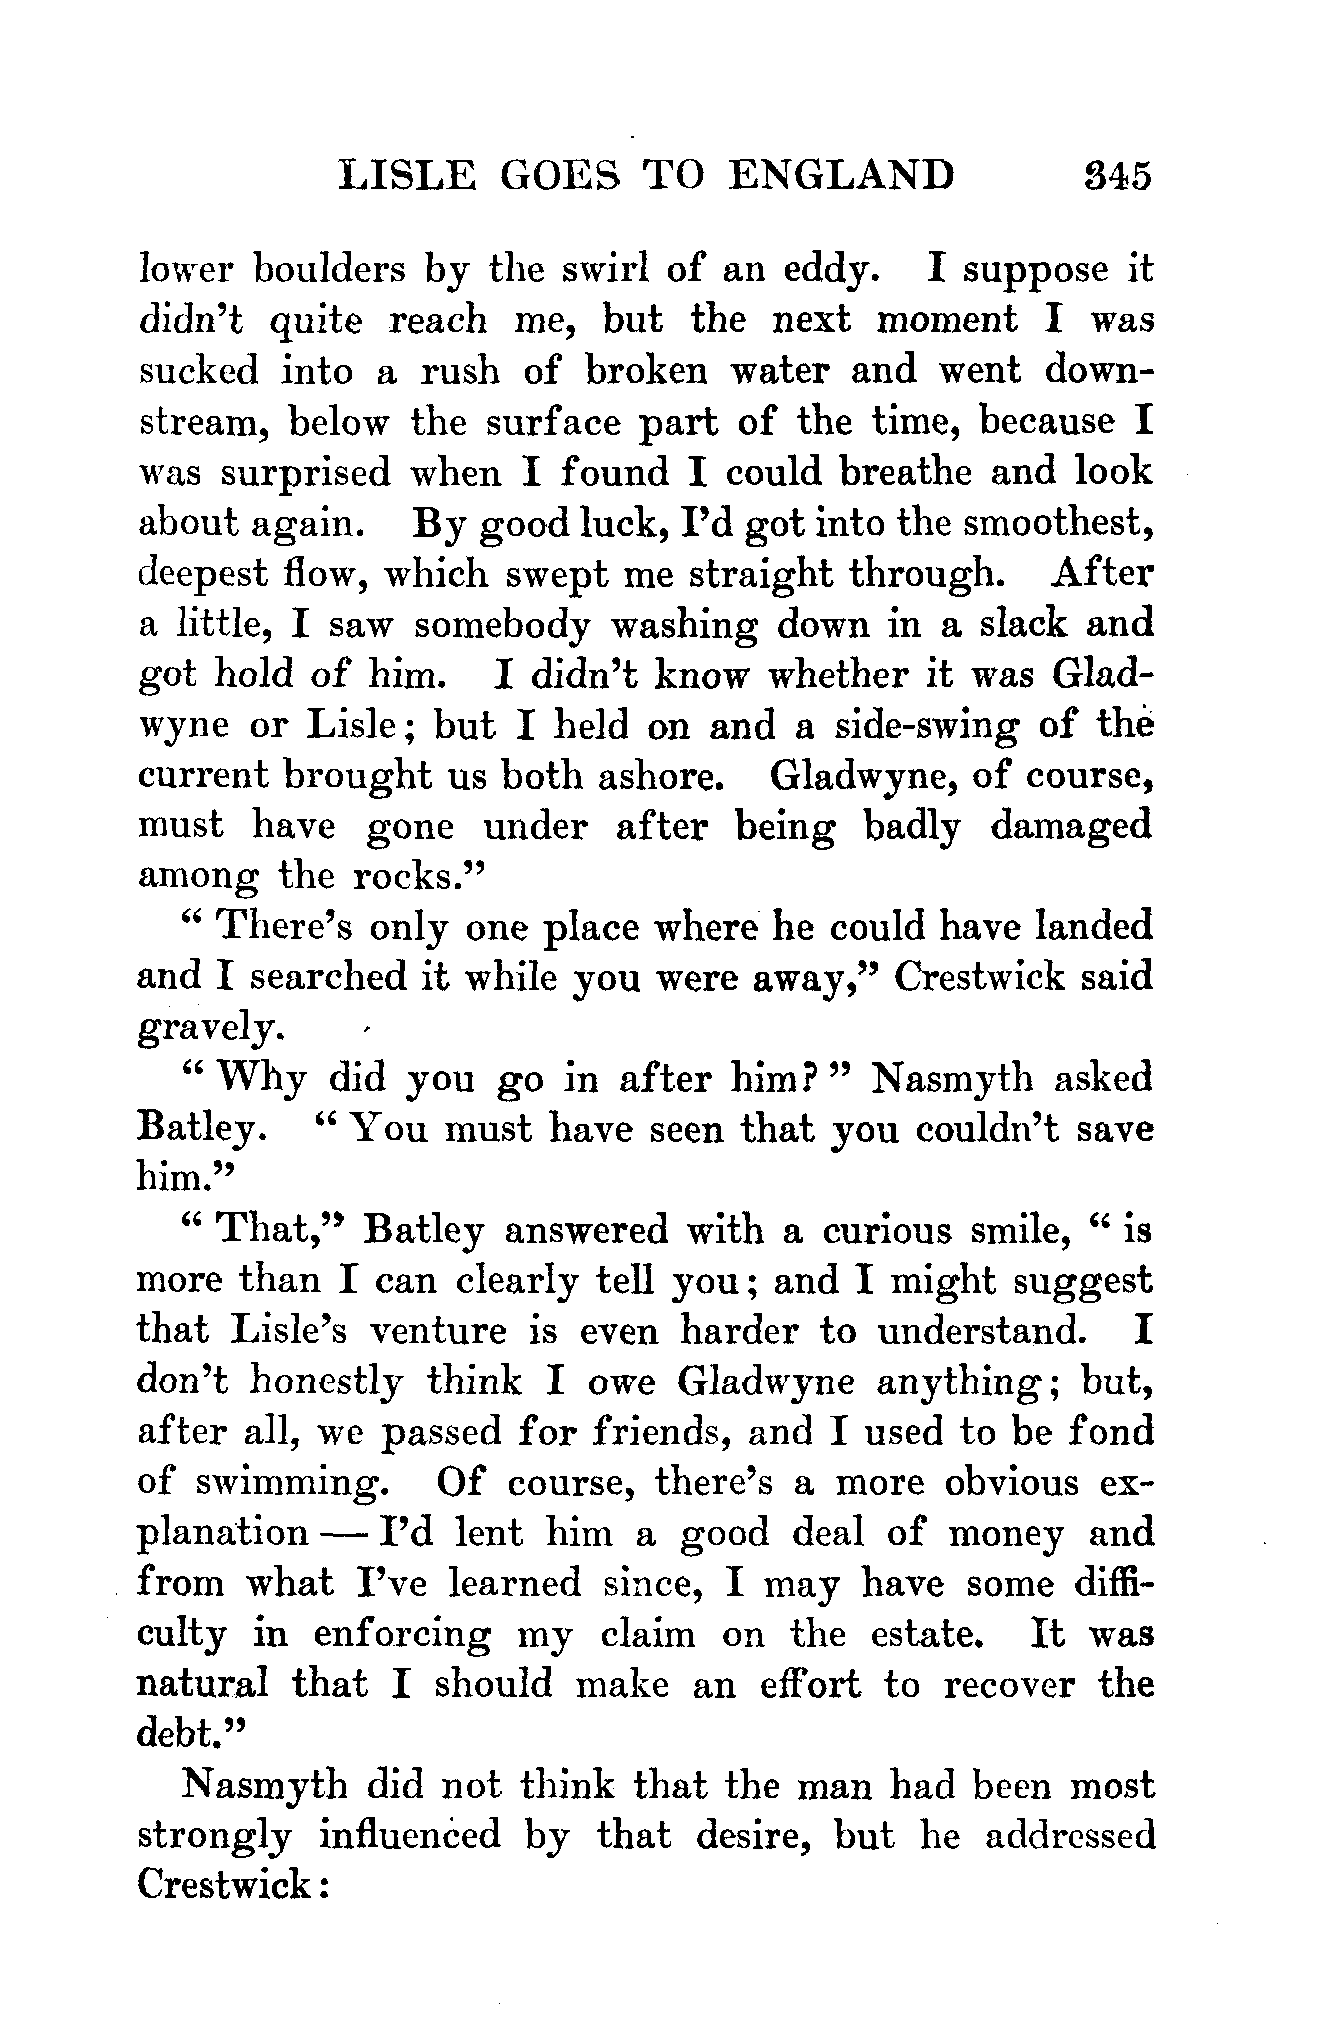 LISLE GOES TO ENGLAND 345
lower boulders by the swirl of an eddy. I suppose it
didn't quite reach me, but the next moment I was
sucked into a rush of broken water and went down-
stream, below the surface part of the time, because I
was surprised when I found I could breathe and look
about again. By good luck, I'd got into the smoothest,
deepest flow, which swept me straight through. After
a little, I saw somebody washing down in a slack and
got hold of him. I didn't know whether it was Glad-
wyne or Lisle; but I held on and a side-swing of the
current brought us both ashore. Gladwyne, of course,
must have gone under after being badly damaged
among the rocks."
"There's only one place where he could have landed
and I searched it while you were away," Crestwick said
gravely.
"Why did you go in after him?" Nasmyth asked
Batley. "You must have seen that you couldn't save
him."
"That," Batley answered with a curious smile, "is
more than I can clearly tell you; and I might suggest
that Lisle's venture is even harder to understand. I
don't honestly think I owe Gladwyne anything; but,
after all, we passed for friends, and I used to be fond
of swimming. Of course, there's a more obvious ex-
planation — I'd lent him a good deal of money and
from what I've learned since, I may have some diffi-
culty in enforcing my claim on the estate. It was
natural that I should make an effort to recover the
debt."
Nasmyth did not think that the man had been most
strongly influenced by that desire, but he addressed
Crestwick: